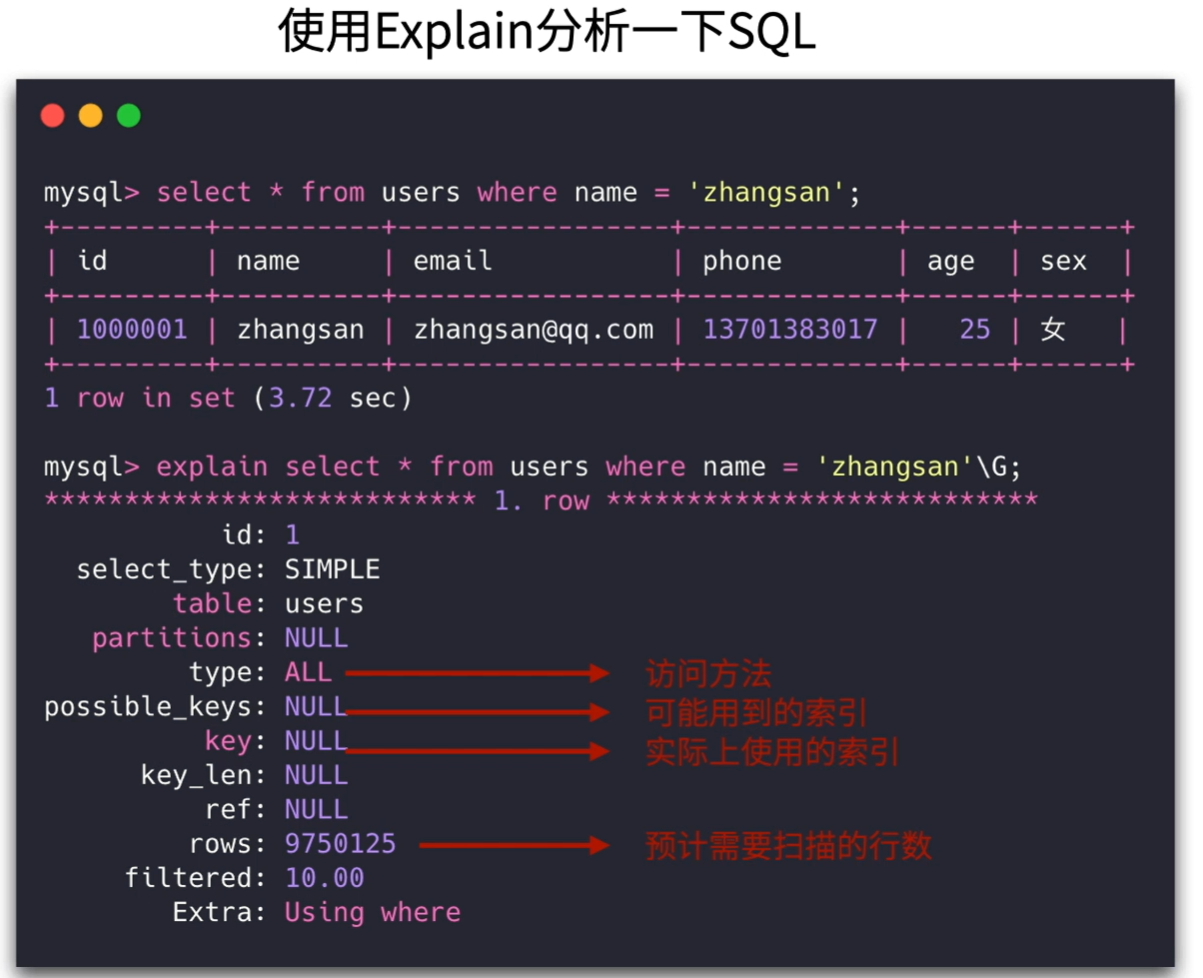 使用Explain分析一下SQL
mysql> select * from users where name = 'zhangsan';
+---------+----------+-----------------+-------------+------+------+
| id | name | email | phone | age | sex |
+---------+----------+-----------------+-------------+------+------+
| 1000001 | zhangsan | zhangsan@qq.com | 13701383017 | 25 | 女 |
+---------+----------+-----------------+-------------+------+------+
1 row in set (3.72 sec)
mysql> explain select * from users where name = 'zhangsan'\G;
*************************** 1. row ***************************
id: 1
select_type: SIMPLE
table: users
partitions: NULL
type: ALL 访问方法
possible_keys: NULL 可能用到的索引
key: NULL 实际上使用的索引
key_len: NULL
ref: NULL
rows: 9750125 预计需要扫描的行数
filtered: 10.00
Extra: Using where